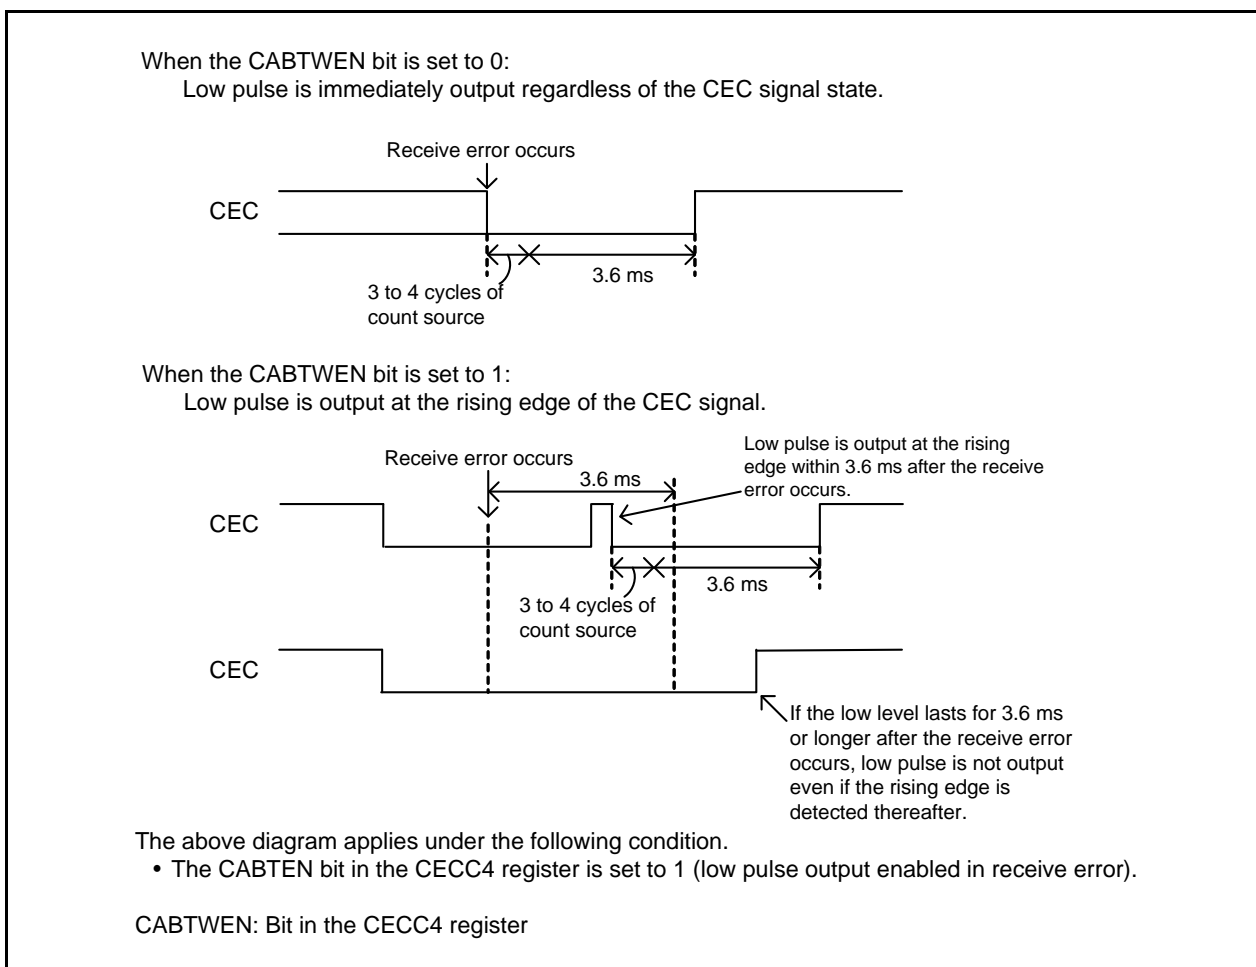 When the CABTWEN bit is set to 0:
Low pulse is immediately output regardless of the CEC signal state.
Receive error occurs
CEC
3.6 ms
3 to 4 cycles of
count source
When the CABTWEN bit is set to 1:
Low pulse is output at the rising edge of the CEC signal.
Low pulse is output at the rising
edge within 3.6 ms after the receive
error occurs.
Receive error occurs
3.6 ms
CEC
3.6 ms
3 to 4 cycles of
count source
CEC
If the low level lasts for 3.6 ms
or longer after the receive error
occurs, low pulse is not output
even if the rising edge is
detected thereafter.
The above diagram applies under the following condition.
• The CABTEN bit in the CECC4 register is set to 1 (low pulse output enabled in receive error).
CABTWEN: Bit in the CECC4 register